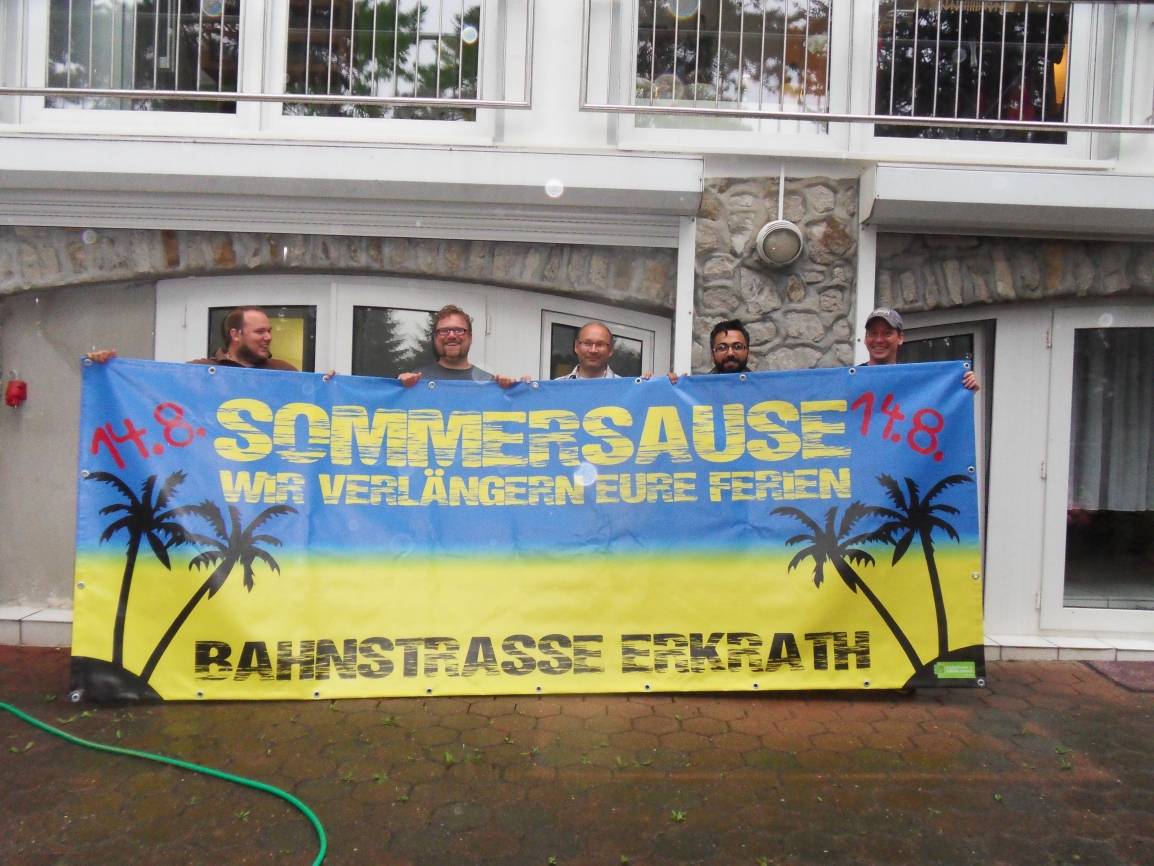 14.8. SOMMERSAUSE 14.8.
WIR VERLÄNGERN EURE FERIEN
BAHNSTRASSE ERKRATH